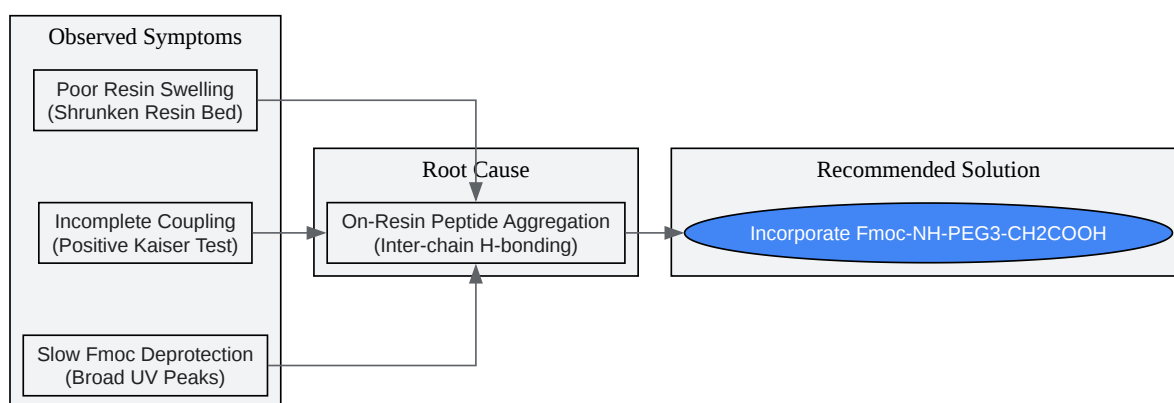 Observed Symptoms
Poor Resin Swelling
(Shrunken Resin Bed)
Incomplete Coupling
(Positive Kaiser Test)
Slow Fmoc Deprotection
(Broad UV Peaks)
Root Cause
On-Resin Peptide Aggregation
(Inter-chain H-bonding)
Recommended Solution
Incorporate Fmoc-NH-PEG3-CH2COOH